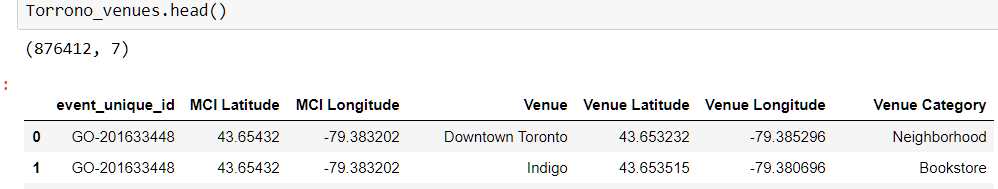 Torrono_venues.head()
(876412, 7)
:
event_unique_id MCI Latitude MCI Longitude Venue Venue Latitude Venue Longitude Venue Category
0 GO-201633448 43.65432 -79.383202 Downtown Toronto 43.653232 -79.385296 Neighborhood
1 GO-201633448 43.65432 -79.383202 Indigo 43.653515 -79.380696 Bookstore